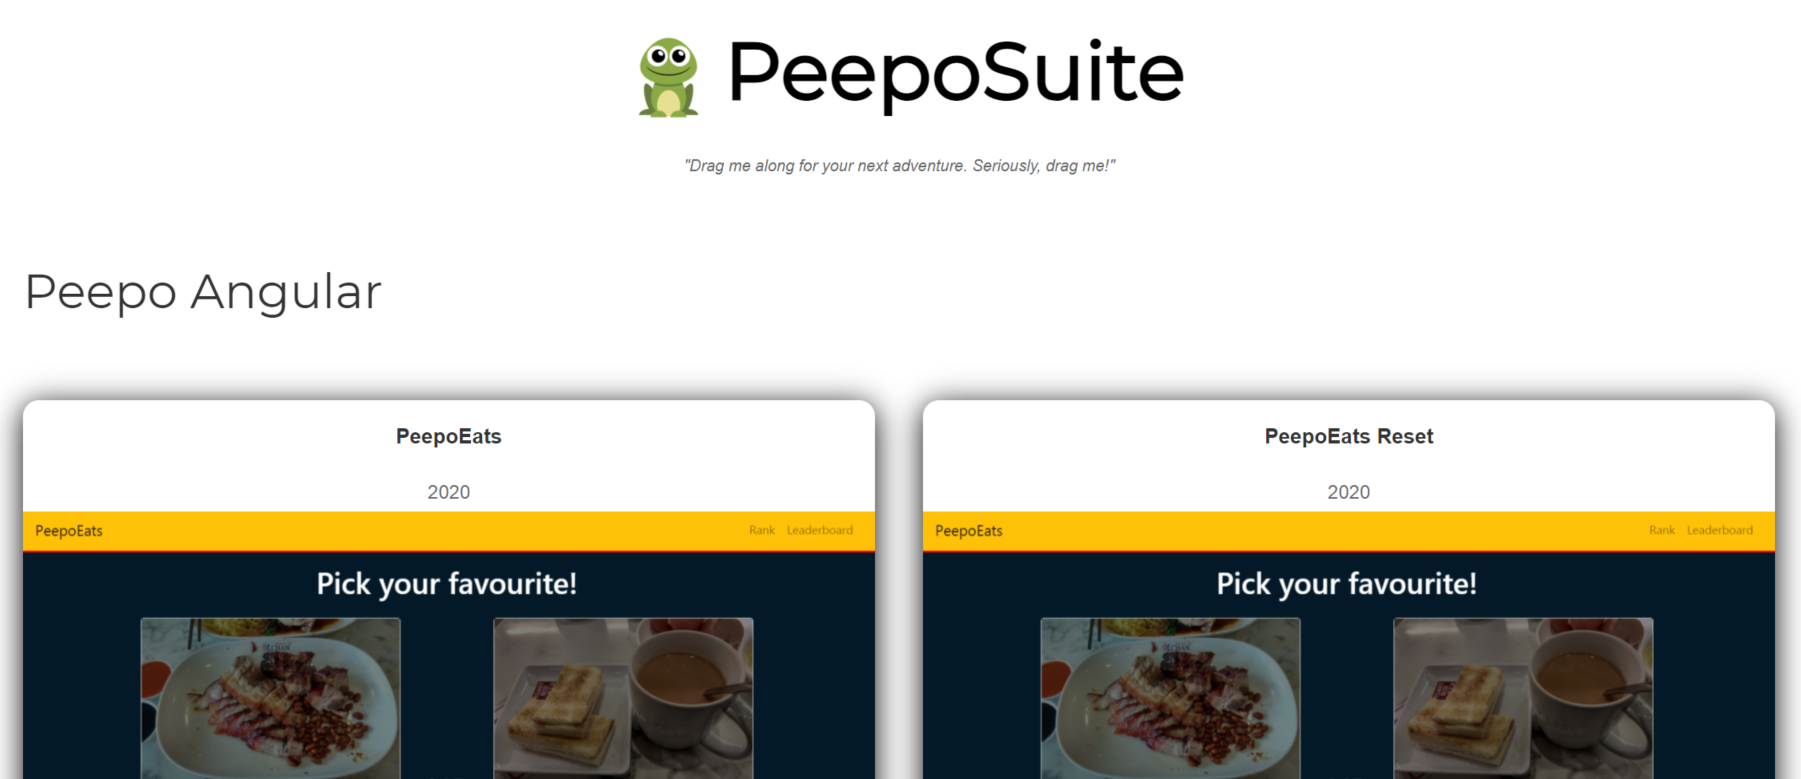 PeepoSuite
"Drag me along for your next adventure. Seriously, drag me!"
Peepo Angular
PeepoEats
2020
PeepoEats
Rank Leaderboard
Pick your favourite!
PeepoEats Reset
2020
PeepoEats
Rank Leaderboard
Pick your favourite!